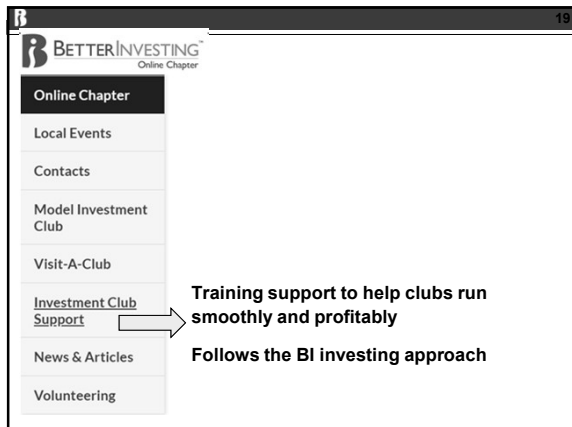 19
BETTERINVESTING™
Online Chapter
Online Chapter
Local Events
Contacts
Model Investment
Club
Visit-A-Club
Investment Club
Support
Training support to help clubs run
smoothly and profitably
News & Articles
Follows the BI investing approach
Volunteering